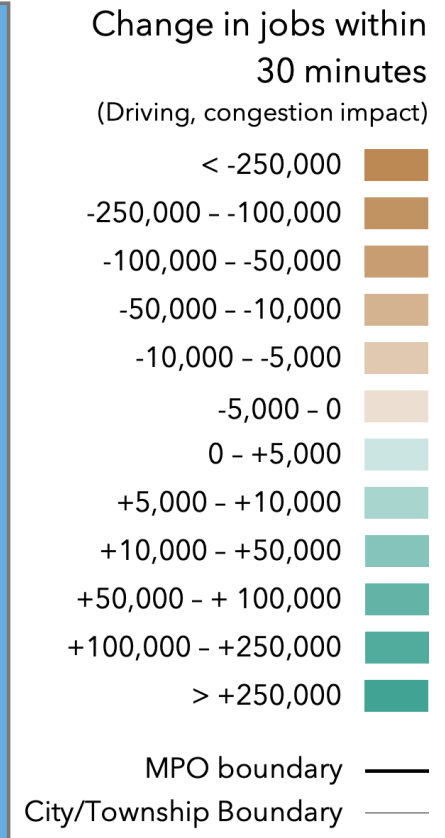 Change in jobs within
30 minutes
(Driving, congestion impact)
< -250,000
-250,000 – -100,000
-100,000 – -50,000
-50,000 – -10,000
-10,000 – -5,000
-5,000 – 0
0 – +5,000
+5,000 – +10,000
+10,000 – +50,000
+50,000 – + 100,000
+100,000 – +250,000
> +250,000
MPO boundary
City/Township Boundary